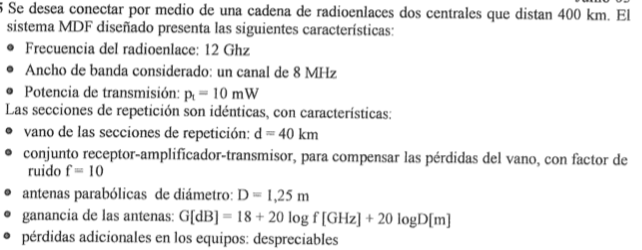 5 Se desea conectar por medio de una cadena de radioenlaces dos centrales que distan 400 km. El
sistema MDF diseñado presenta las siguientes características:
• Frecuencia del radioenlace: 12 Ghz
• Ancho de banda considerado: un canal de 8 MHz
• Potencia de transmisión: pₜ = 10 mW
Las secciones de repetición son idénticas, con características:
• vano de las secciones de repetición: d = 40 km
• conjunto receptor-amplificador-transmisor, para compensar las pérdidas del vano, con factor de
ruido f = 10
• antenas parabólicas de diámetro: D = 1,25 m
• ganancia de las antenas: G[dB] = 18 + 20 log f [GHz] + 20 logD[m]
• pérdidas adicionales en los equipos: despreciables